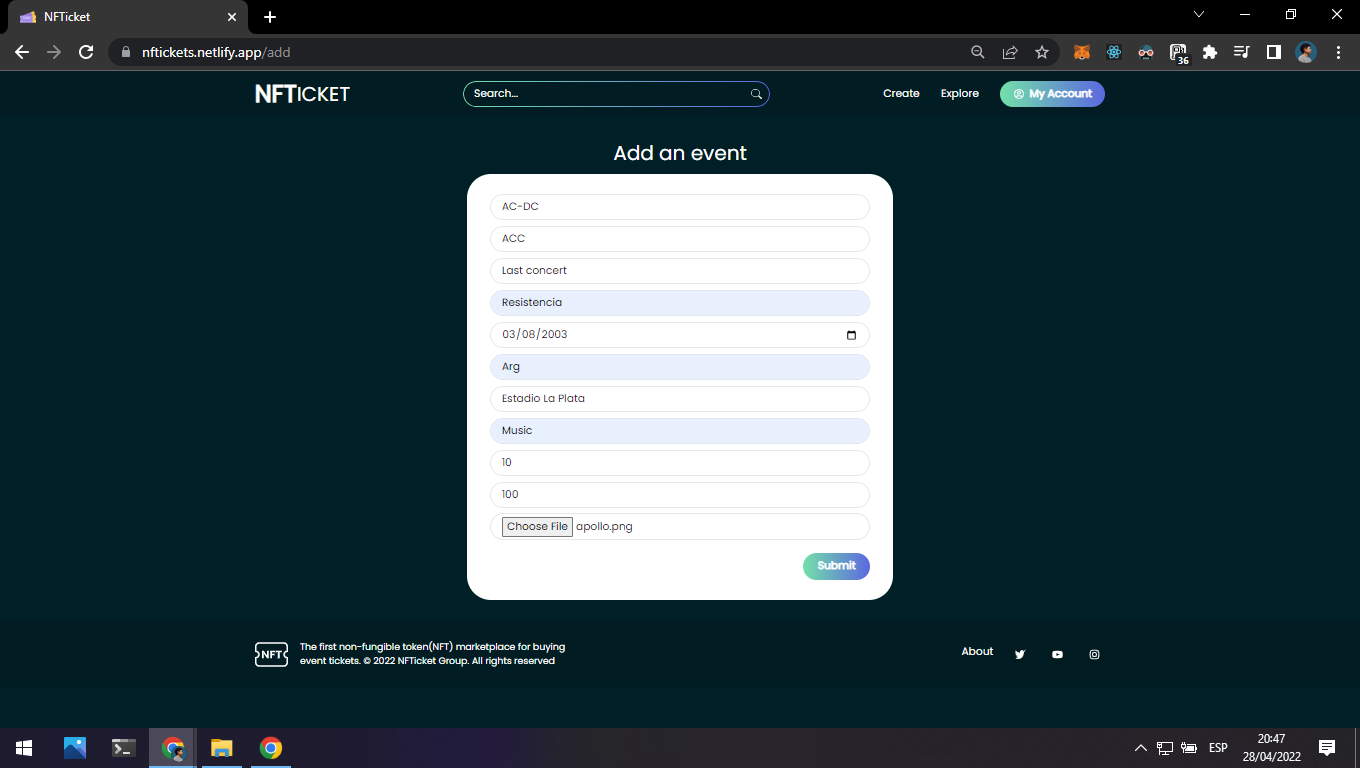 NFTicket
nftickets.netlify.app/add
36
NFTICKET
Search...
Create
Explore
My Account
Add an event
AC-DC
ACC
Last concert
Resistencia
03/08/2003
Arg
Estadio La Plata
Music
10
100
Choose File apollo.png
Submit
NFT
The first non-fungible token(NFT) marketplace for buying
event tickets. © 2022 NFTicket Group. All rights reserved
About
ESP
20:47
28/04/2022